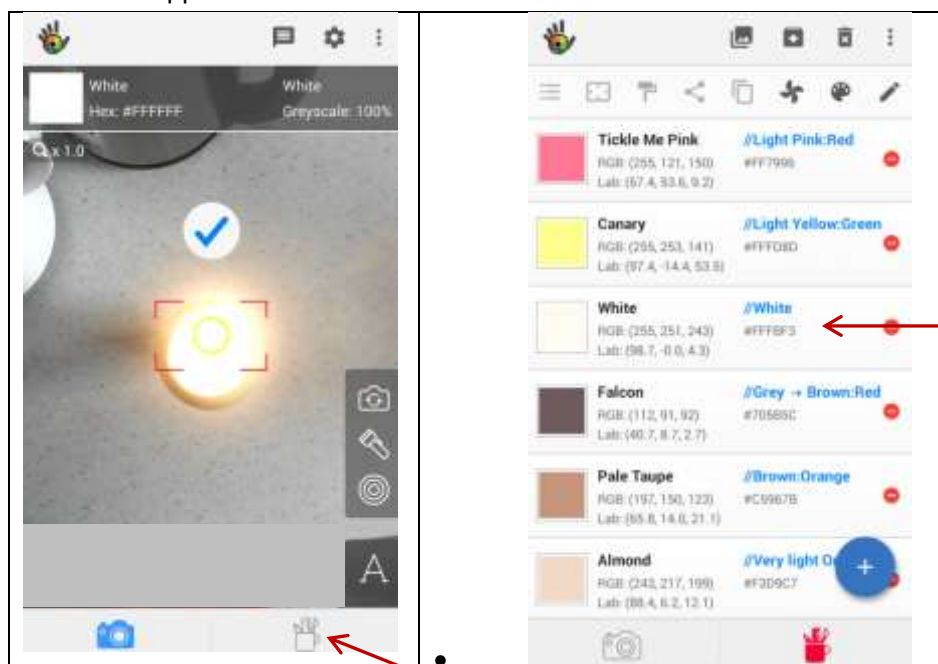 White
Hex: #FFFFFF
White
Greyscale: 100%
x 1.0
A
Tickle Me Pink
//Light Pink:Red
RGB: (255, 121, 150)
#FF7996
Lab: (67.4, 53.6, 9.2)
Canary
//Light Yellow:Green
RGB: (255, 253, 141)
#FFFD8D
Lab: (97.4, -14.4, 53.5)
White
//White
RGB: (255, 251, 243)
#FFFBF3
Lab: (98.7, -0.0, 4.3)
Falcon
//Grey → Brown:Red
RGB: (112, 91, 92)
#705B5C
Lab: (40.7, 8.7, 2.7)
Pale Taupe
//Brown:Orange
RGB: (197, 150, 123)
#C5967B
Lab: (65.8, 14.0, 21.1)
Almond
//Very light
RGB: (243, 217, 199)
#F3D9C7
Lab: (88.4, 6.2, 12.1)